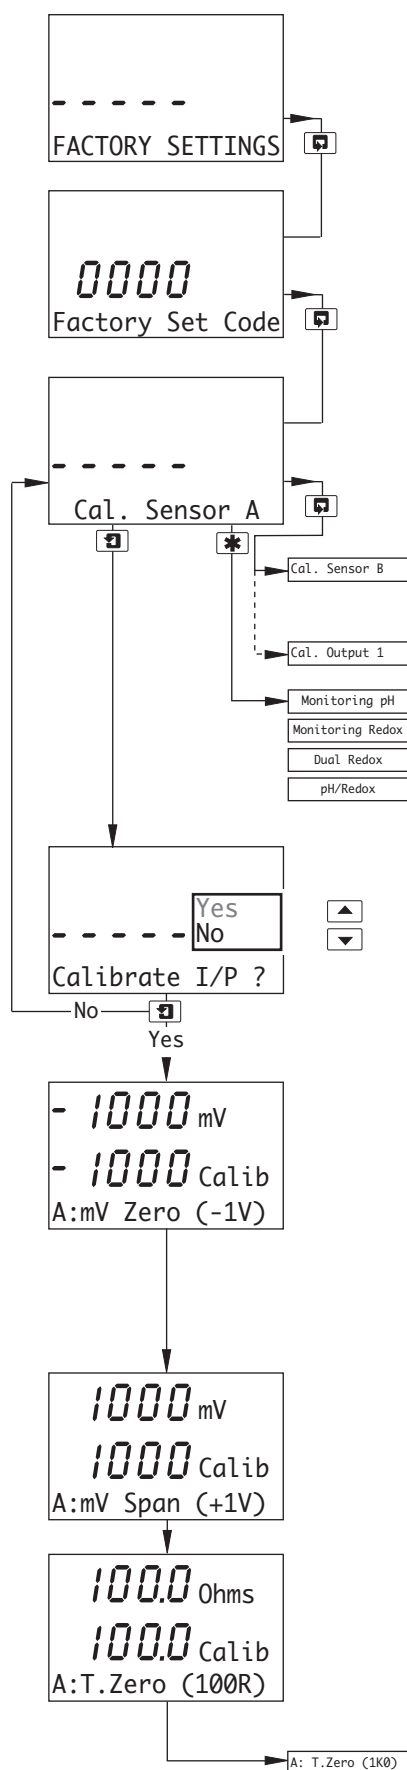 - - - - -
FACTORY SETTINGS
0000
Factory Set Code
- - - - -
Cal. Sensor A
Cal. Sensor B
Cal. Output 1
Monitoring pH
Monitoring Redox
Dual Redox
pH/Redox
Yes
- - - - - No
Calibrate I/P ?
No
Yes
- 1000 mV
- 1000 Calib
A:mV Zero (-1V)
1000 mV
1000 Calib
A:mV Span (+1V)
100.0 Ohms
100.0 Calib
A:T.Zero (100R)
A: T.Zero (1K0)